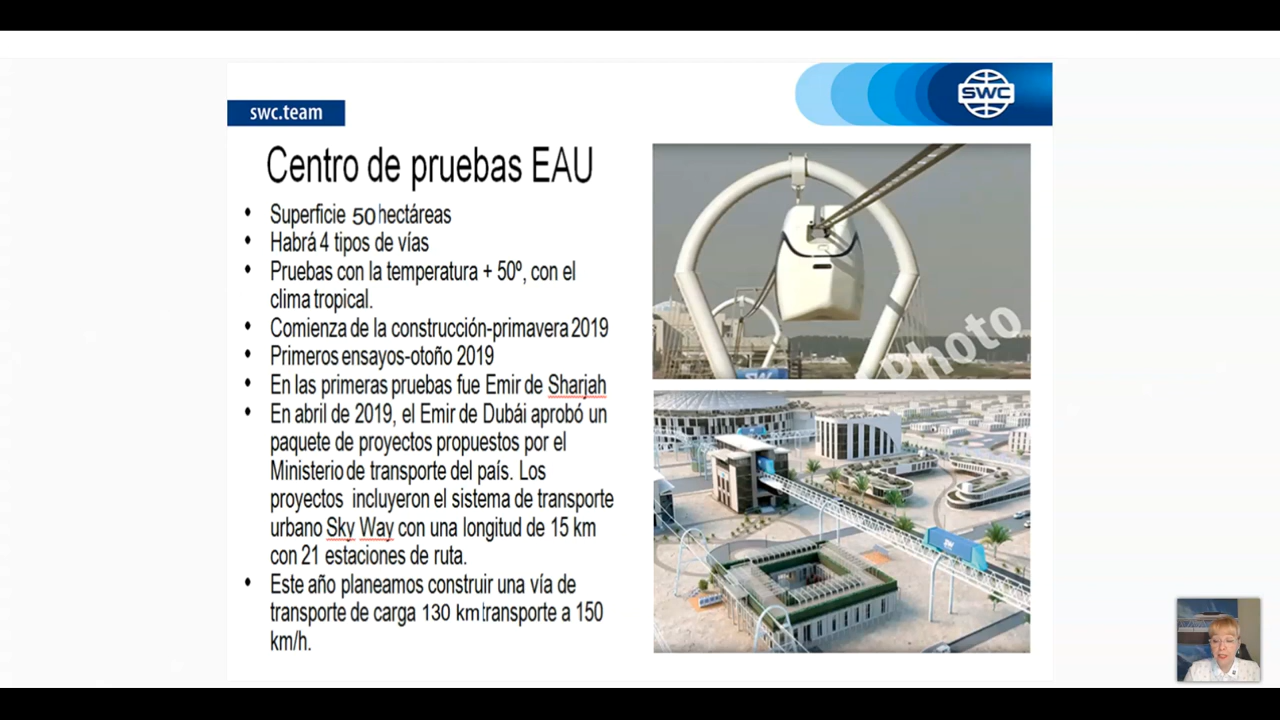 swc.team
SWC
Centro de pruebas EAU
• Superficie 50 hectáreas
• Habrá 4 tipos de vías
• Pruebas con la temperatura + 50º, con el
clima tropical.
• Comienza de la construcción-primavera 2019
• Primeros ensayos-otoño 2019
• En las primeras pruebas fue Emir de Sharjah
• En abril de 2019, el Emir de Dubái aprobó un
paquete de proyectos propuestos por el
Ministerio de transporte del país. Los
proyectos incluyeron el sistema de transporte
urbano Sky Way con una longitud de 15 km
con 21 estaciones de ruta.
• Este año planeamos construir una vía de
transporte de carga 130 km transporte a 150
km/h.
Photo